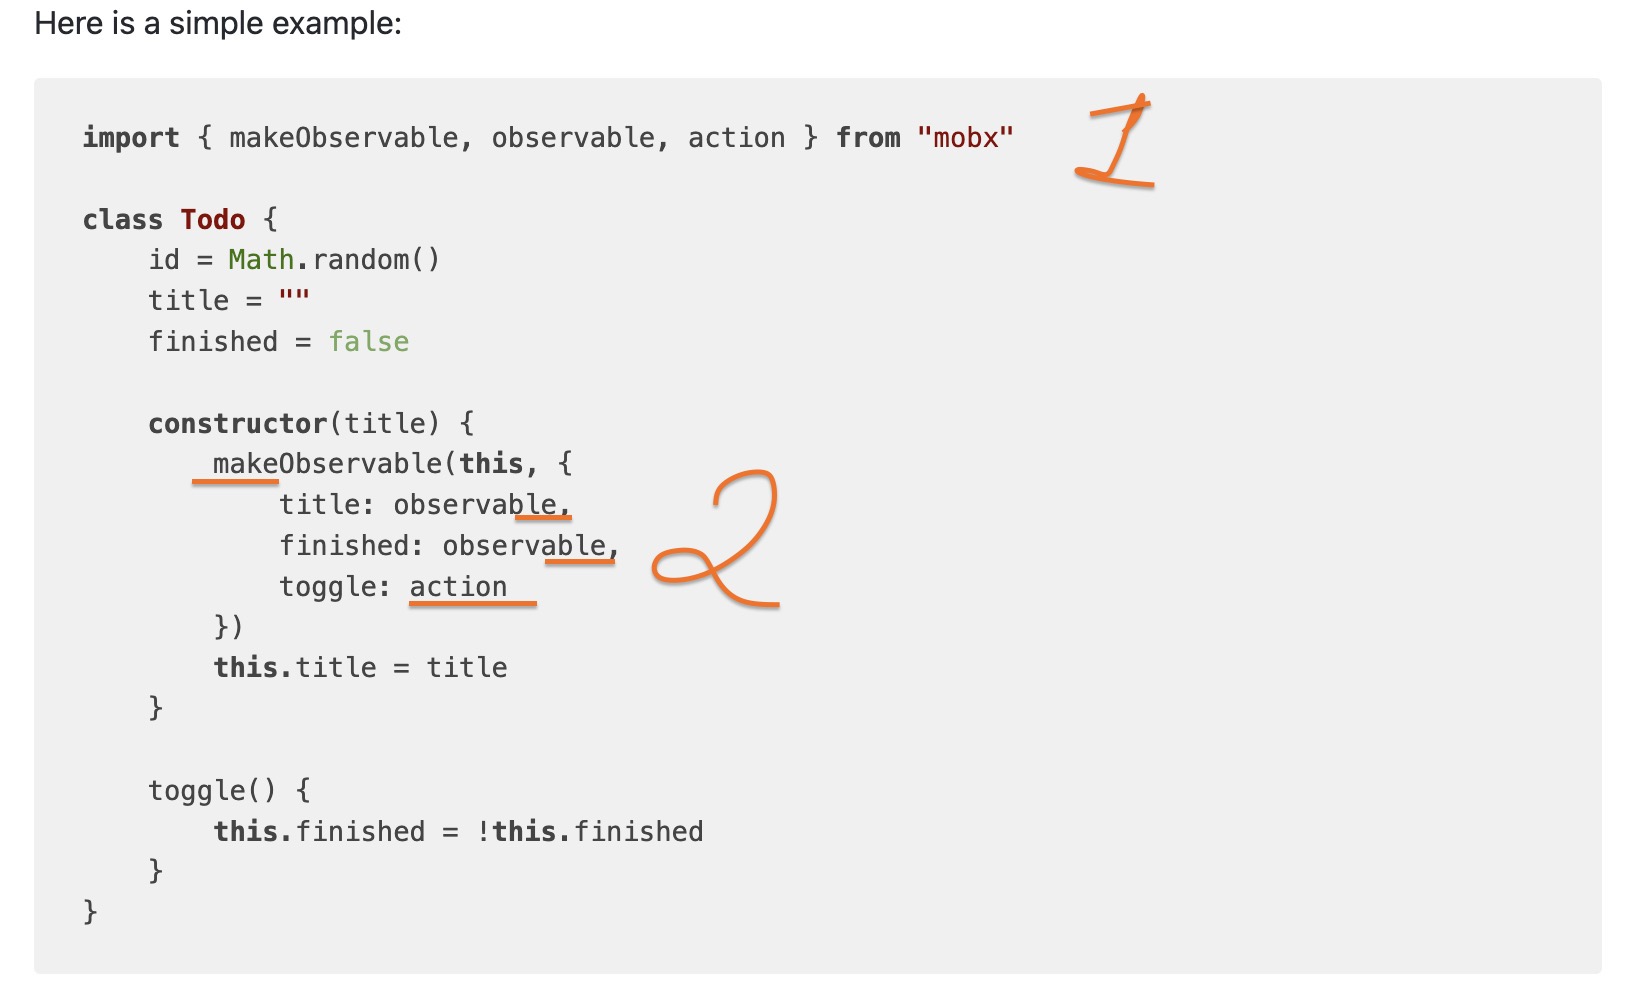 Here is a simple example:
import { makeObservable, observable, action } from "mobx"
1
class Todo {
id = Math.random()
title = ""
finished = false
constructor(title) {
makeObservable(this, {
title: observable,
finished: observable,
2
toggle: action
})
this.title = title
}
toggle() {
this.finished = !this.finished
}
}